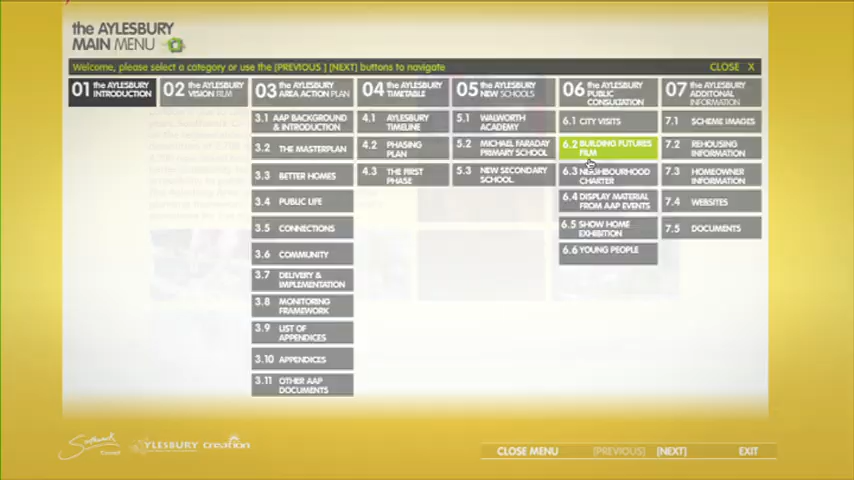 the AYLESBURY
MAIN MENU
Welcome, please select a category or use the [PREVIOUS ] [NEXT] buttons to navigate
CLOSE X
01 the AYLESBURY INTRODUCTION
02 the AYLESBURY VISION FILM
03 the AYLESBURY AREA ACTION PLAN
04 the AYLESBURY TIMETABLE
05 the AYLESBURY NEW SCHOOLS
06 the AYLESBURY PUBLIC CONSULTATION
07 the AYLESBURY ADDITIONAL INFORMATION
3.1 AAP BACKGROUND & INTRODUCTION
3.2 THE MASTERPLAN
3.3 BETTER HOMES
3.4 PUBLIC LIFE
3.5 CONNECTIONS
3.6 COMMUNITY
3.7 DELIVERY & IMPLEMENTATION
3.8 MONITORING FRAMEWORK
3.9 LIST OF APPENDICES
3.10 APPENDICES
3.11 OTHER AAP DOCUMENTS
4.1 AYLESBURY TIMELINE
4.2 PHASING PLAN
4.3 THE FIRST PHASE
5.1 WALWORTH ACADEMY
5.2 MICHAEL FARADAY PRIMARY SCHOOL
5.3 NEW SECONDARY SCHOOL.
6.1 CITY VISITS
6.2 BUILDING FUTURES FILM
6.3 NEIGHBOURHOOD CHARTER
6.4 DISPLAY MATERIAL FROM AAP EVENTS
6.5 SHOW HOME EXHIBITION
6.6 YOUNG PEOPLE
7.1 SCHEME IMAGES
7.2 REHOUSING INFORMATION
7.3 HOMEOWNER INFORMATION
7.4 WEBSITES
7.5 DOCUMENTS
Southwark
Council
AYLESBURY
creation
CLOSE MENU
[PREVIOUS]
[NEXT]
EXIT